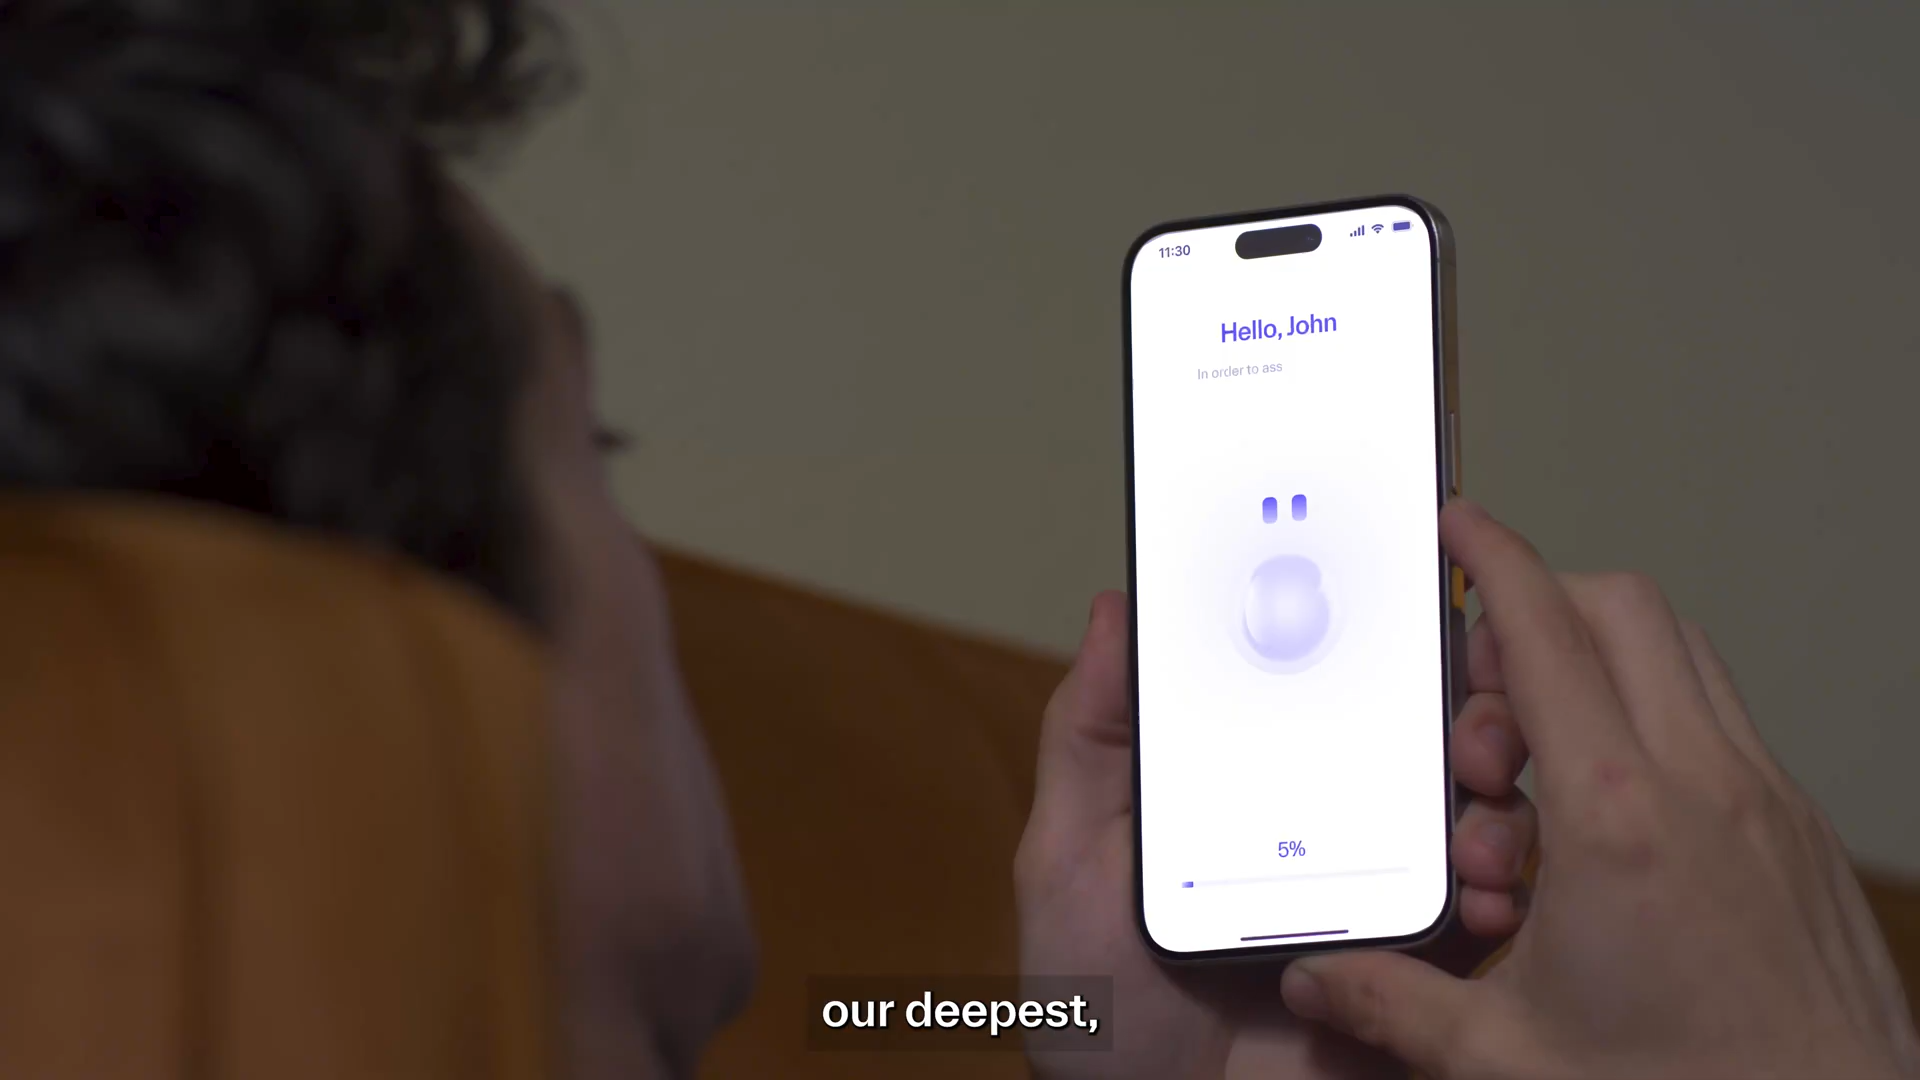 11:30
Hello, John
In order to ass
5%
our deepest,